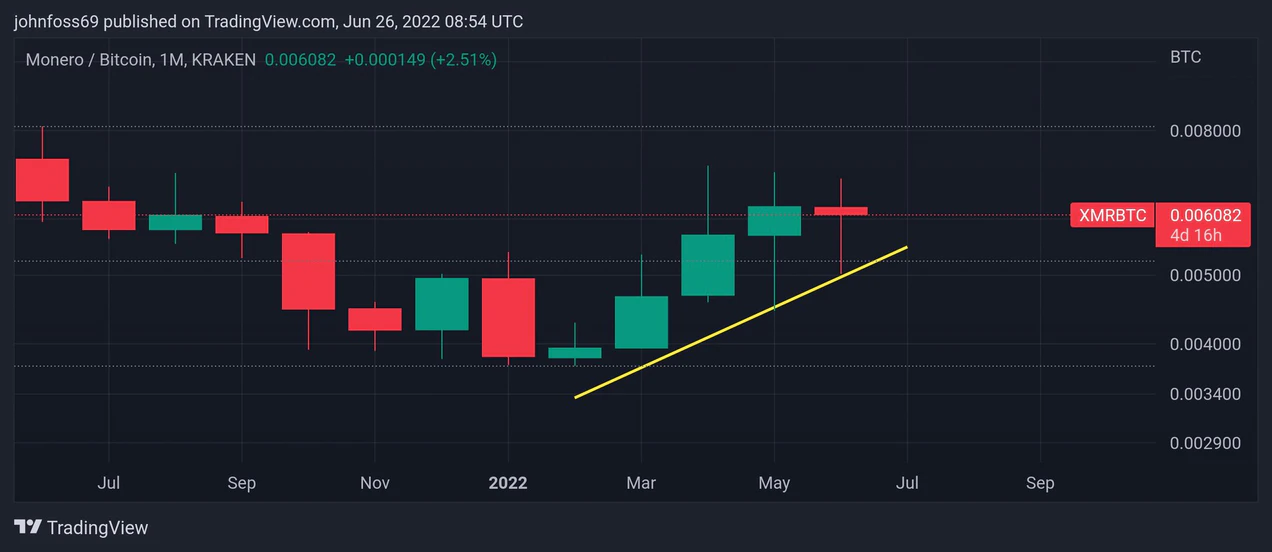 johnfoss69 published on TradingView.com, Jun 26, 2022 08:54 UTC
Monero / Bitcoin, 1M, KRAKEN 0.006082 +0.000149 (+2.51%)
BTC
0.008000
XMRBTC 0.006082
4d 16h
0.005000
0.004000
0.003400
0.002900
Jul Sep Nov 2022 Mar May Jul Sep
TradingView